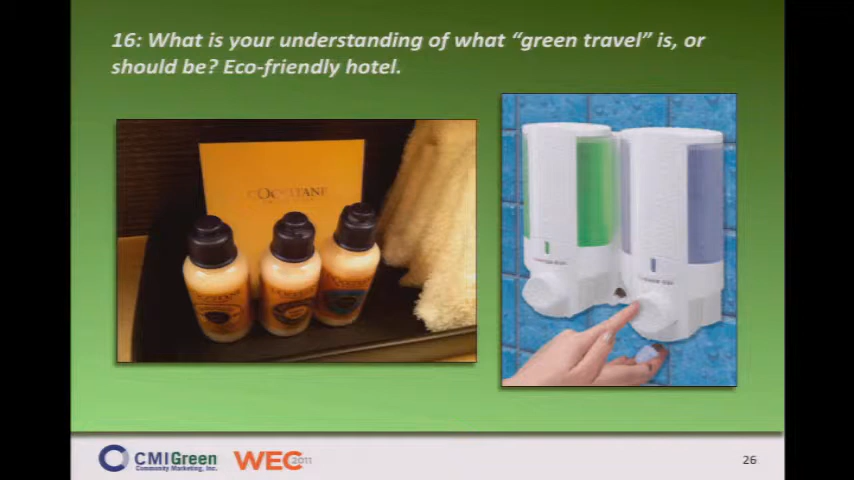 16: What is your understanding of what “green travel” is, or
should be? Eco-friendly hotel.
L'OCCITANE
CMIGreen
Community Marketing, Inc.
WEC 2011
26